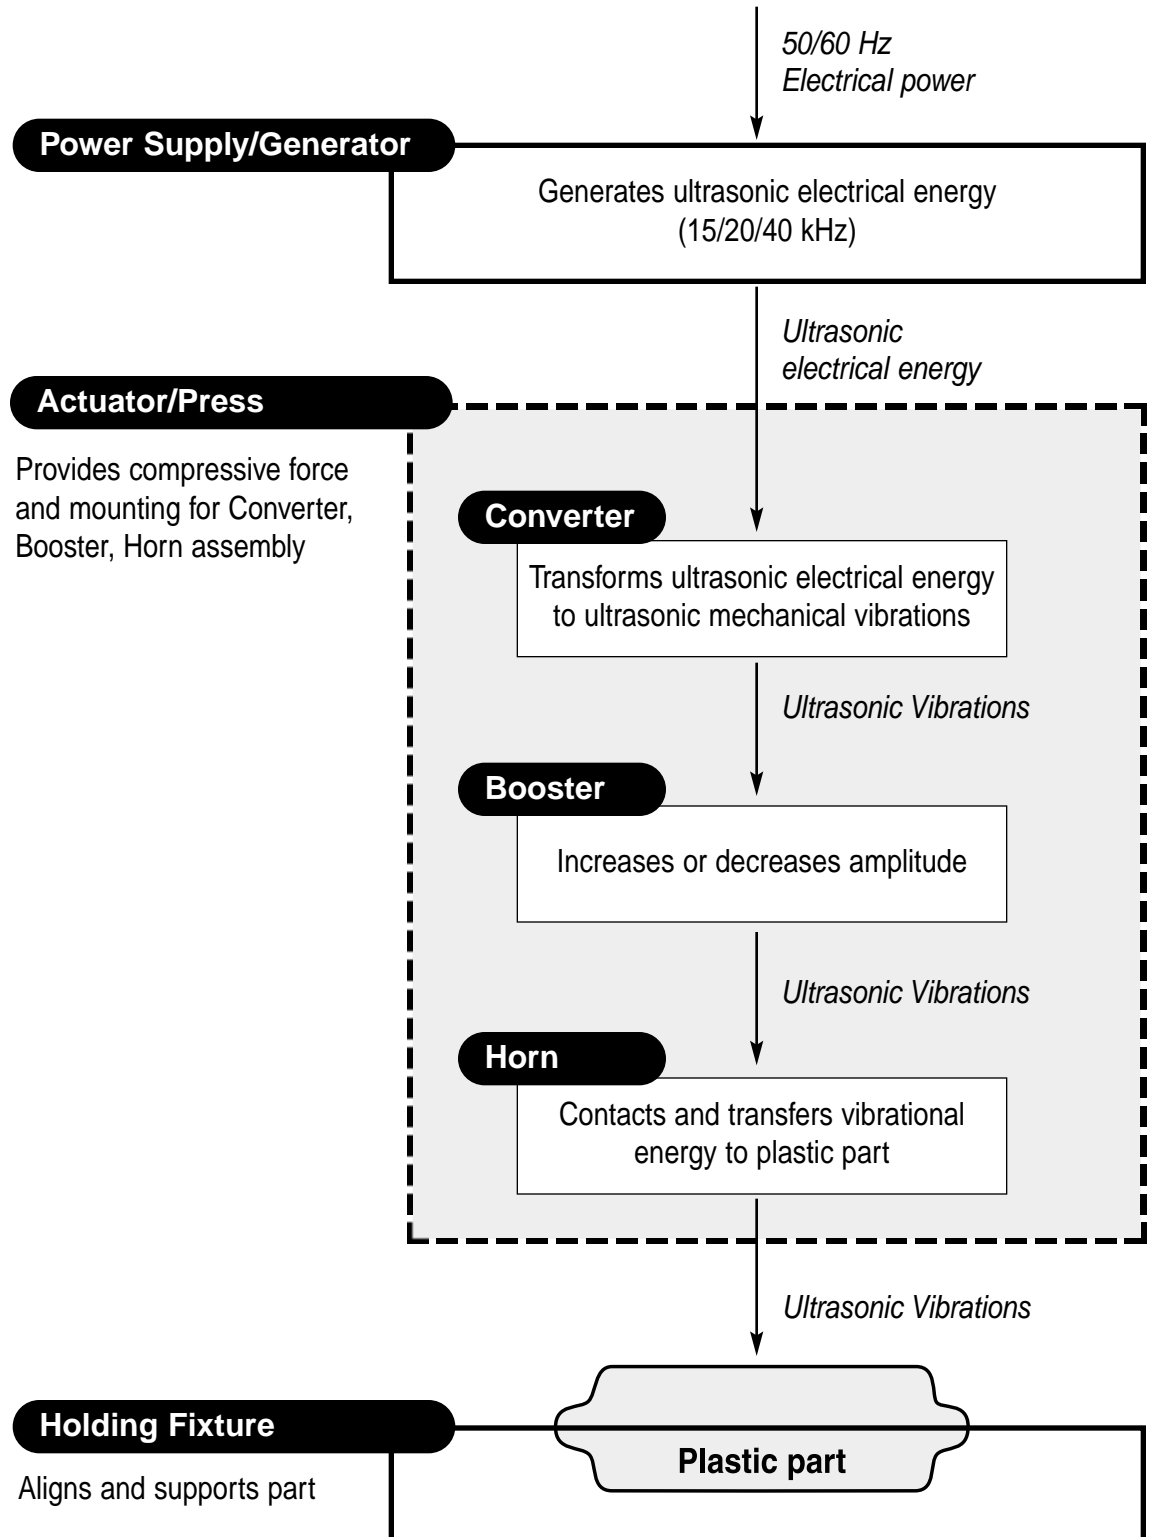 50/60 Hz
Electrical power
Power Supply/Generator
Generates ultrasonic electrical energy
(15/20/40 kHz)
Ultrasonic
electrical energy
Actuator/Press
Provides compressive force
and mounting for Converter,
Booster, Horn assembly
Converter
Transforms ultrasonic electrical energy
to ultrasonic mechanical vibrations
Ultrasonic Vibrations
Booster
Increases or decreases amplitude
Ultrasonic Vibrations
Horn
Contacts and transfers vibrational
energy to plastic part
Ultrasonic Vibrations
Holding Fixture
Aligns and supports part
Plastic part